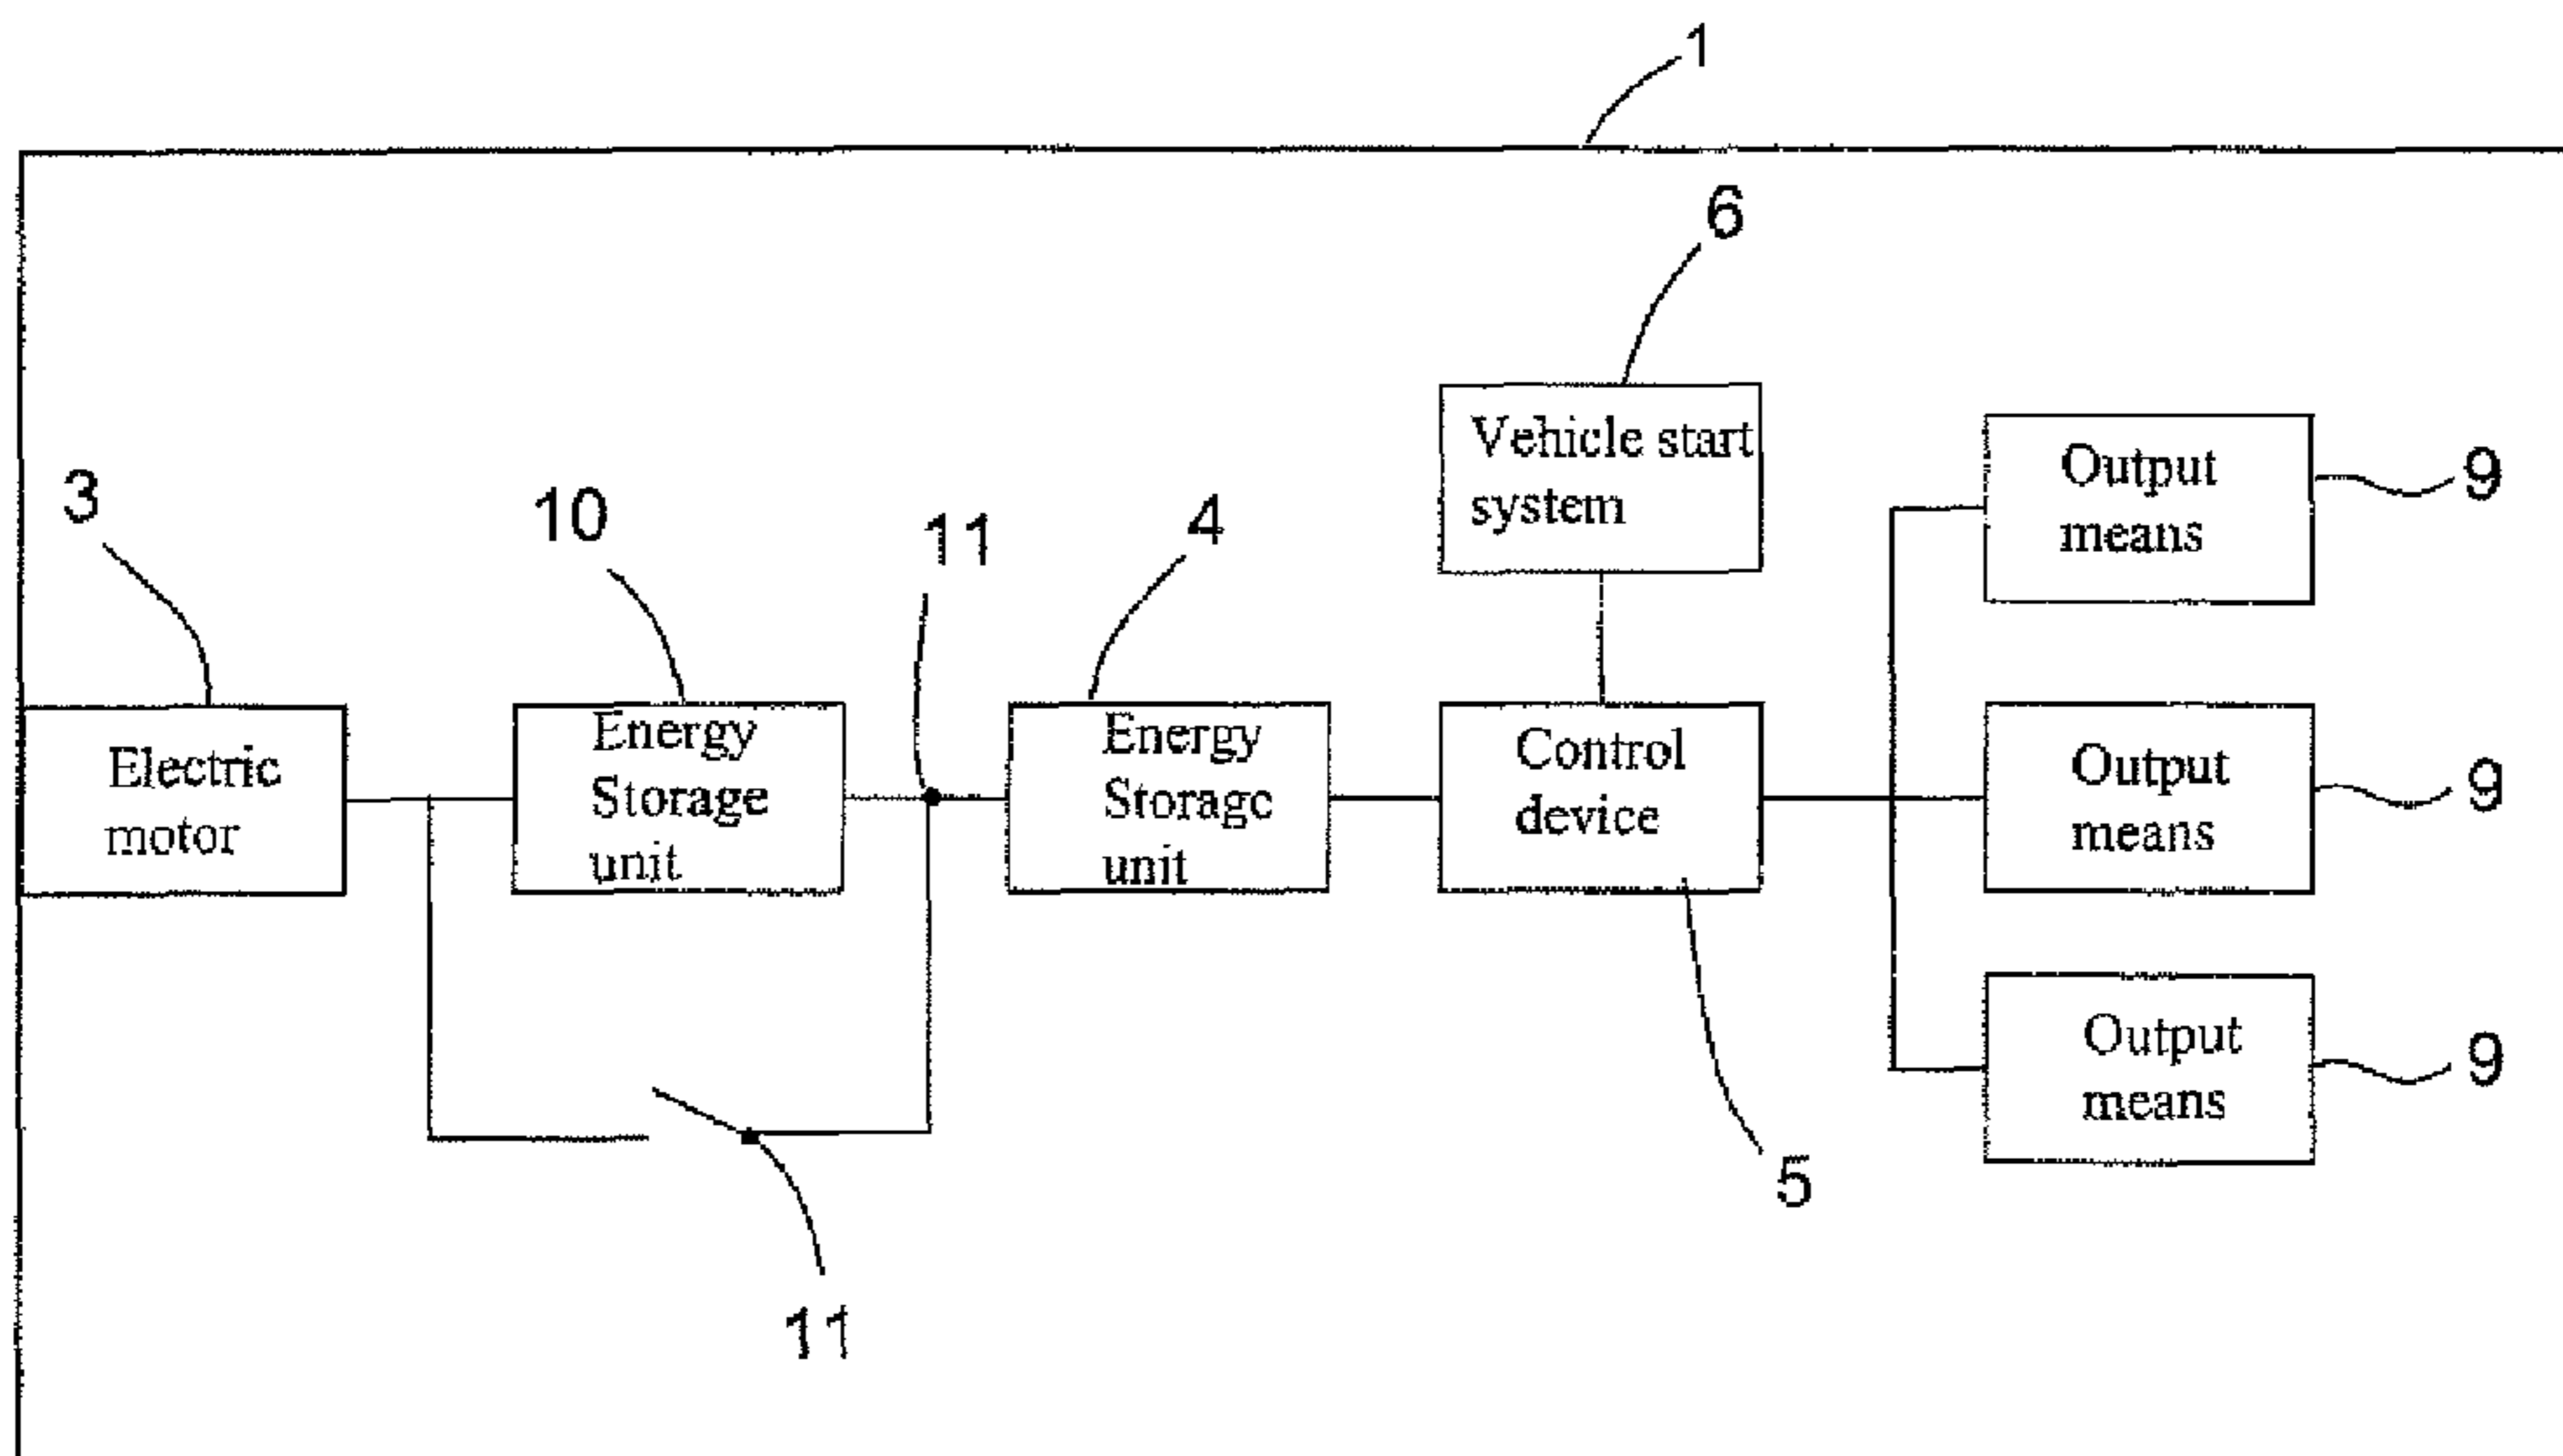 1
6
Vehicle start
system
Output
means
9
3
10
11
4
Electric
motor
Energy
Storage
unit
Energy
Storage
unit
Control
device
Output
means
9
Output
means
9
5
11